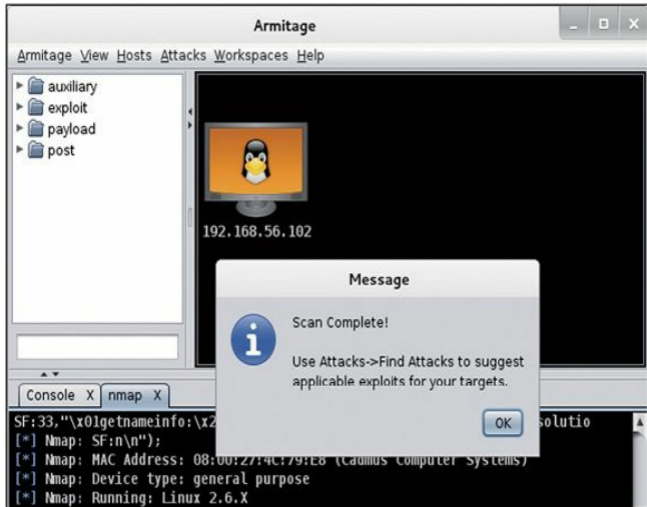 Armitage
Armitage View Hosts Attacks Workspaces Help
auxiliary
exploit
payload
post
192.168.56.102
Message
Scan Complete!
Use Attacks->Find Attacks to suggest
applicable exploits for your targets.
OK
Console X nmap X
SF:33,"\x01getnameinfo:\x2 solutio
[*] Nmap: SF:n\n");
[*] Nmap: MAC Address: 08:00:27:4C:79:E8 (Cadmus Computer Systems)
[*] Nmap: Device type: general purpose
[*] Nmap: Running: Linux 2.6.X